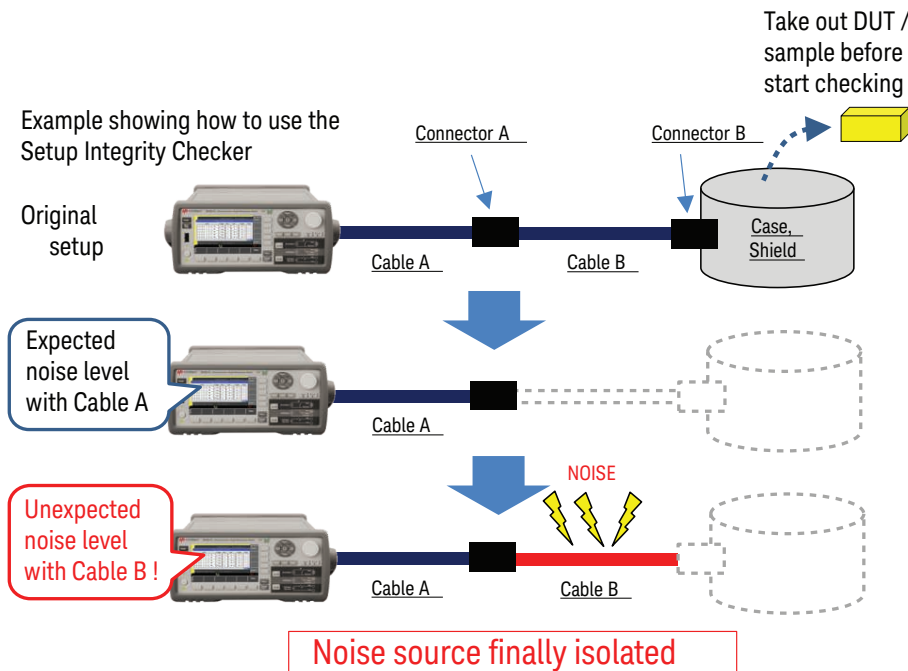 Take out DUT /
sample before
start checking
Example showing how to use the
Setup Integrity Checker
Connector A
Connector B
Original
setup
Case,
Shield
Cable A
Cable B
Expected
noise level
with Cable A
Cable A
NOISE
Unexpected
noise level
with Cable B !
Cable A
Cable B
Noise source finally isolated